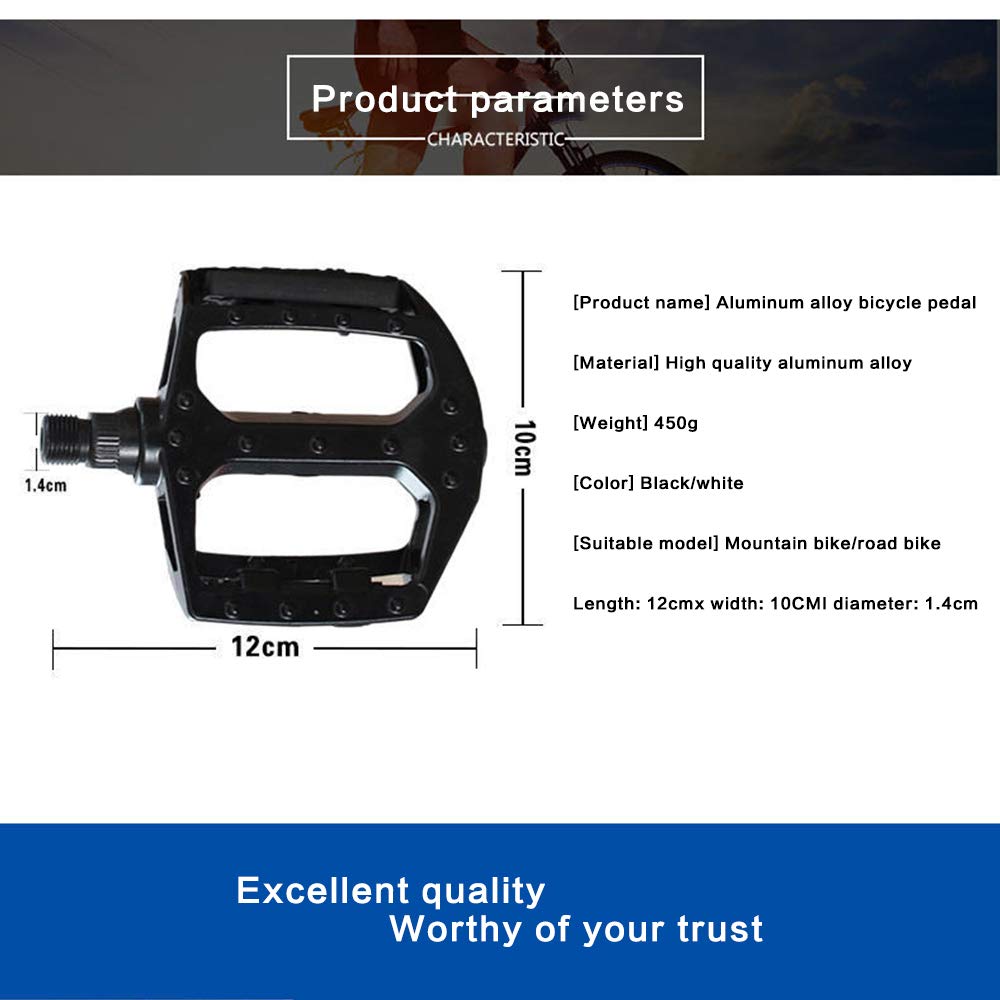 Product parameters
CHARACTERISTIC
[Product name] Aluminum alloy bicycle pedal
[Material] High quality aluminum alloy
[Weight] 450g
[Color] Black/white
[Suitable model] Mountain bike/road bike
Length: 12cmx width: 10CMI diameter: 1.4cm
1.4cm
10cm
12cm
Excellent quality
Worthy of your trust